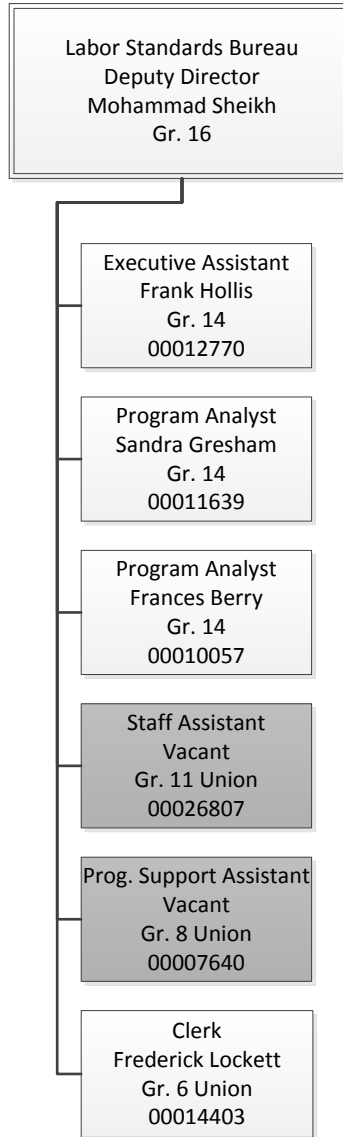 Labor Standards Bureau
Deputy Director
Mohammad Sheikh
Gr. 16
Executive Assistant
Frank Hollis
Gr. 14
00012770
Program Analyst
Sandra Gresham
Gr. 14
00011639
Program Analyst
Frances Berry
Gr. 14
00010057
Staff Assistant
Vacant
Gr. 11 Union
00026807
Prog. Support Assistant
Vacant
Gr. 8 Union
00007640
Clerk
Frederick Lockett
Gr. 6 Union
00014403